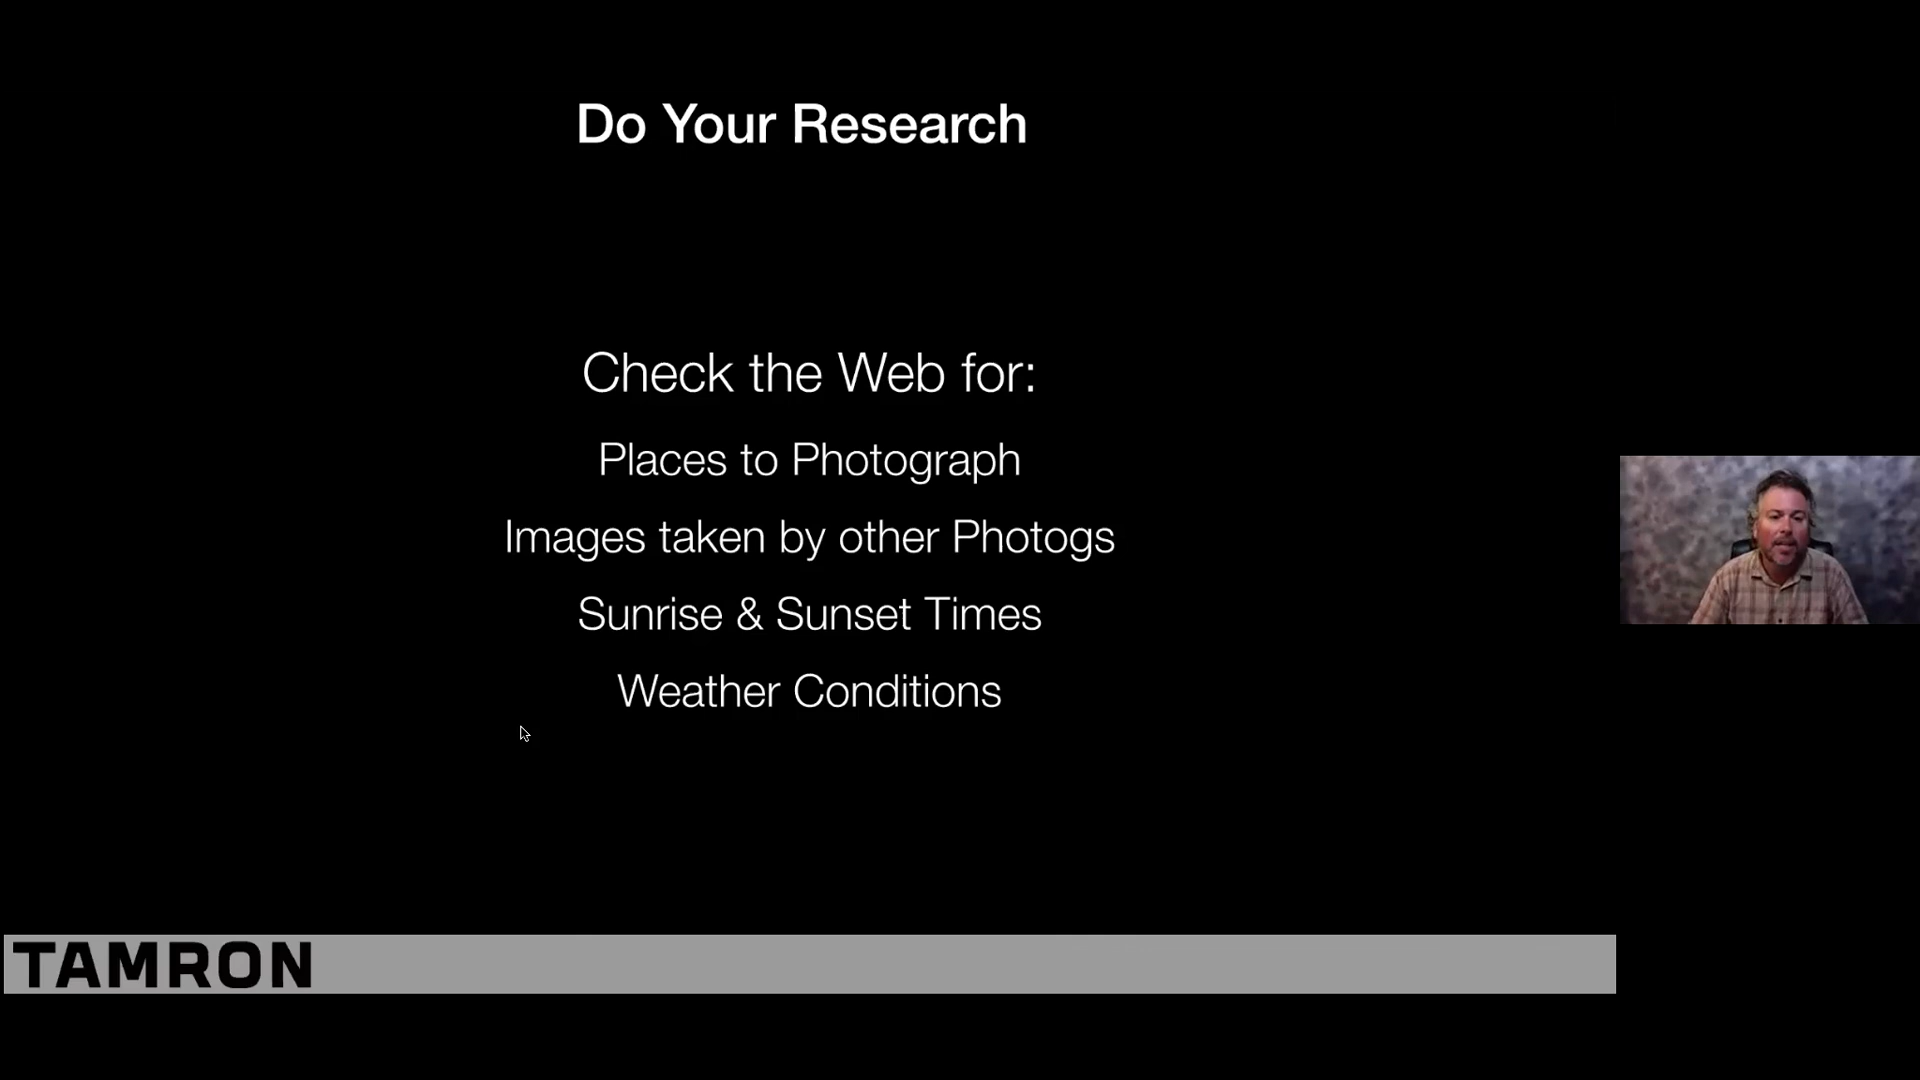 Do Your Research
Check the Web for:
Places to Photograph
Images taken by other Photogs
Sunrise & Sunset Times
Weather Conditions
TAMRON